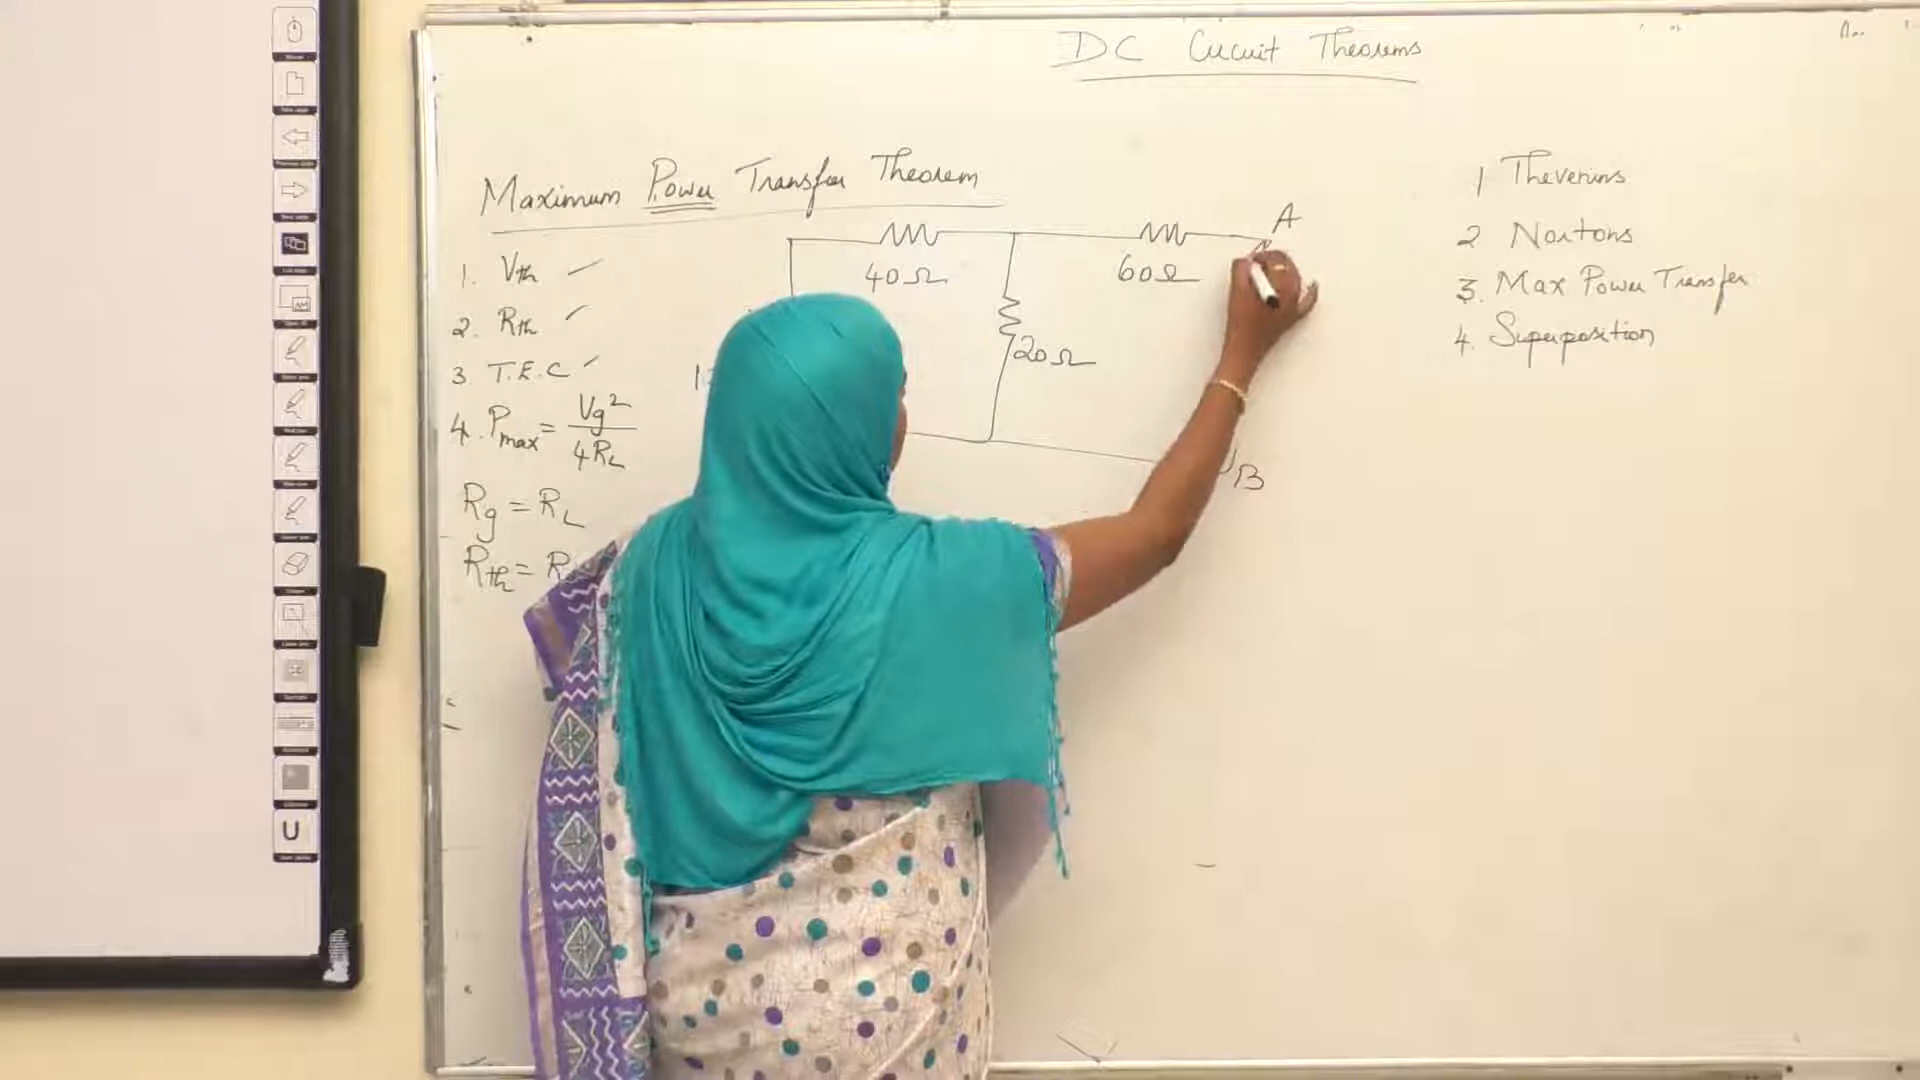 DC Circuit Theorems
Maximum Power Transfer Theorem
1. Vth
2. Rth
3 T.E.C
4. Pmax = Vg² / 4RL
Rg = RL
Rth = R
40Ω
60Ω
20Ω
A
B
1 Thevenins
2 Nortons
3. Max Power Transfer
4. Superposition
U